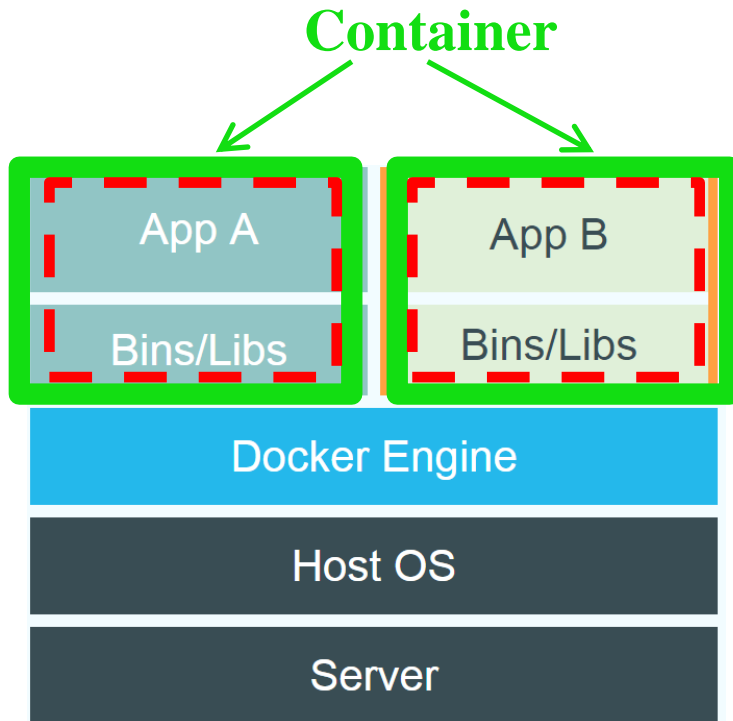 Container
App A
App B
Bins/Libs
Bins/Libs
Docker Engine
Host OS
Server